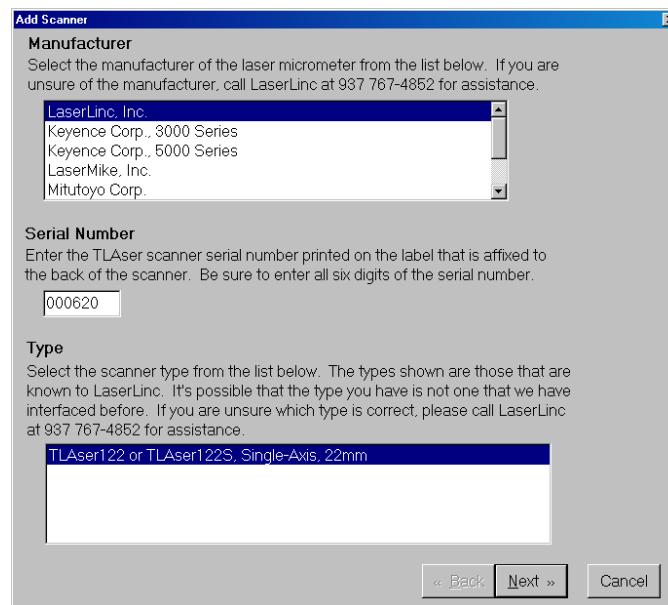 Add Scanner
Manufacturer
Select the manufacturer of the laser micrometer from the list below. If you are
unsure of the manufacturer, call LaserLinc at 937 767-4852 for assistance.
LaserLinc, Inc.
Keyence Corp., 3000 Series
Keyence Corp., 5000 Series
LaserMike, Inc.
Mitutoyo Corp.
Serial Number
Enter the TLAser scanner serial number printed on the label that is affixed to
the back of the scanner. Be sure to enter all six digits of the serial number.
000620
Type
Select the scanner type from the list below. The types shown are those that are
known to LaserLinc. It's possible that the type you have is not one that we have
interfaced before. If you are unsure which type is correct, please call LaserLinc
at 937 767-4852 for assistance.
TLAser122 or TLAser122S, Single-Axis, 22mm
« Back Next » Cancel